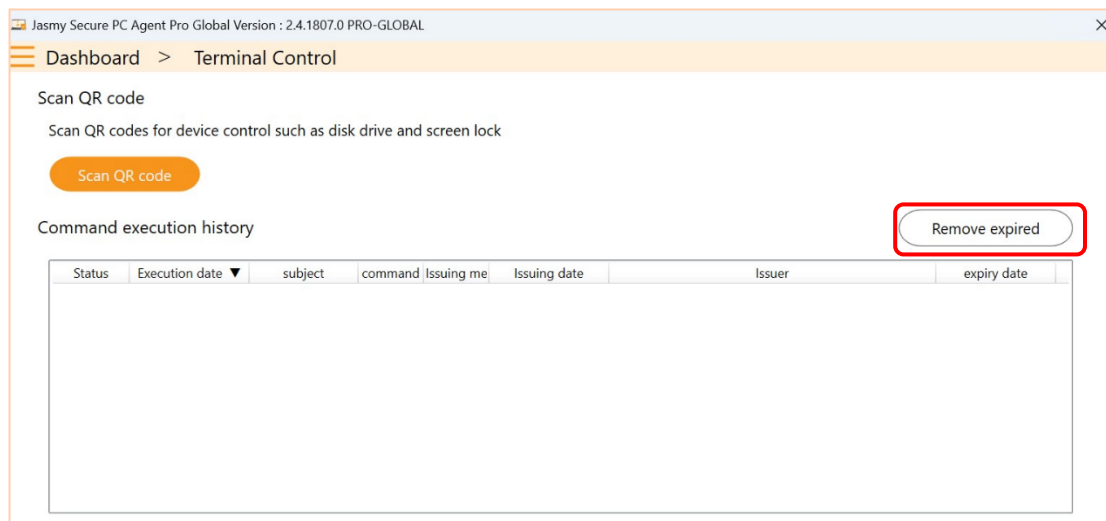 Jasmy Secure PC Agent Pro Global Version : 2.4.1807.0 PRO-GLOBAL
Dashboard > Terminal Control
Scan QR code
Scan QR codes for device control such as disk drive and screen lock
Scan QR code
Command execution history
Remove expired
Status Execution date ▼ subject command Issuing me Issuing date Issuer expiry date